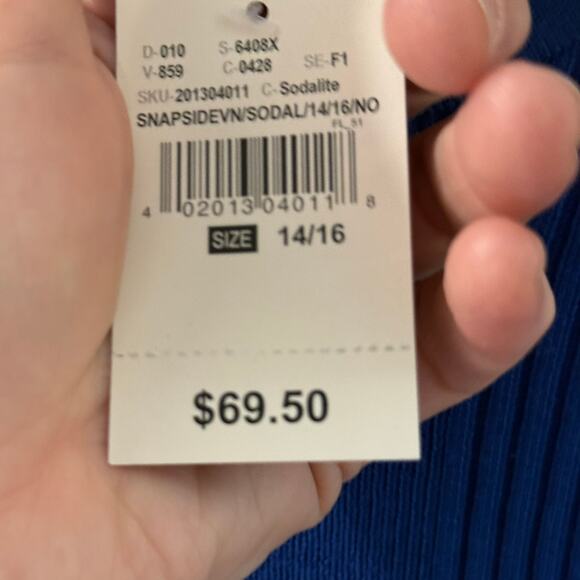 D-010 S-6408X
V-859 C-0428 SE-F1
SKU-201304011 C-Sodalite
SNAPSIDEVN/SODAL/14/16/NO
FL_51
4 02013 04011 8
SIZE 14/16
$69.50